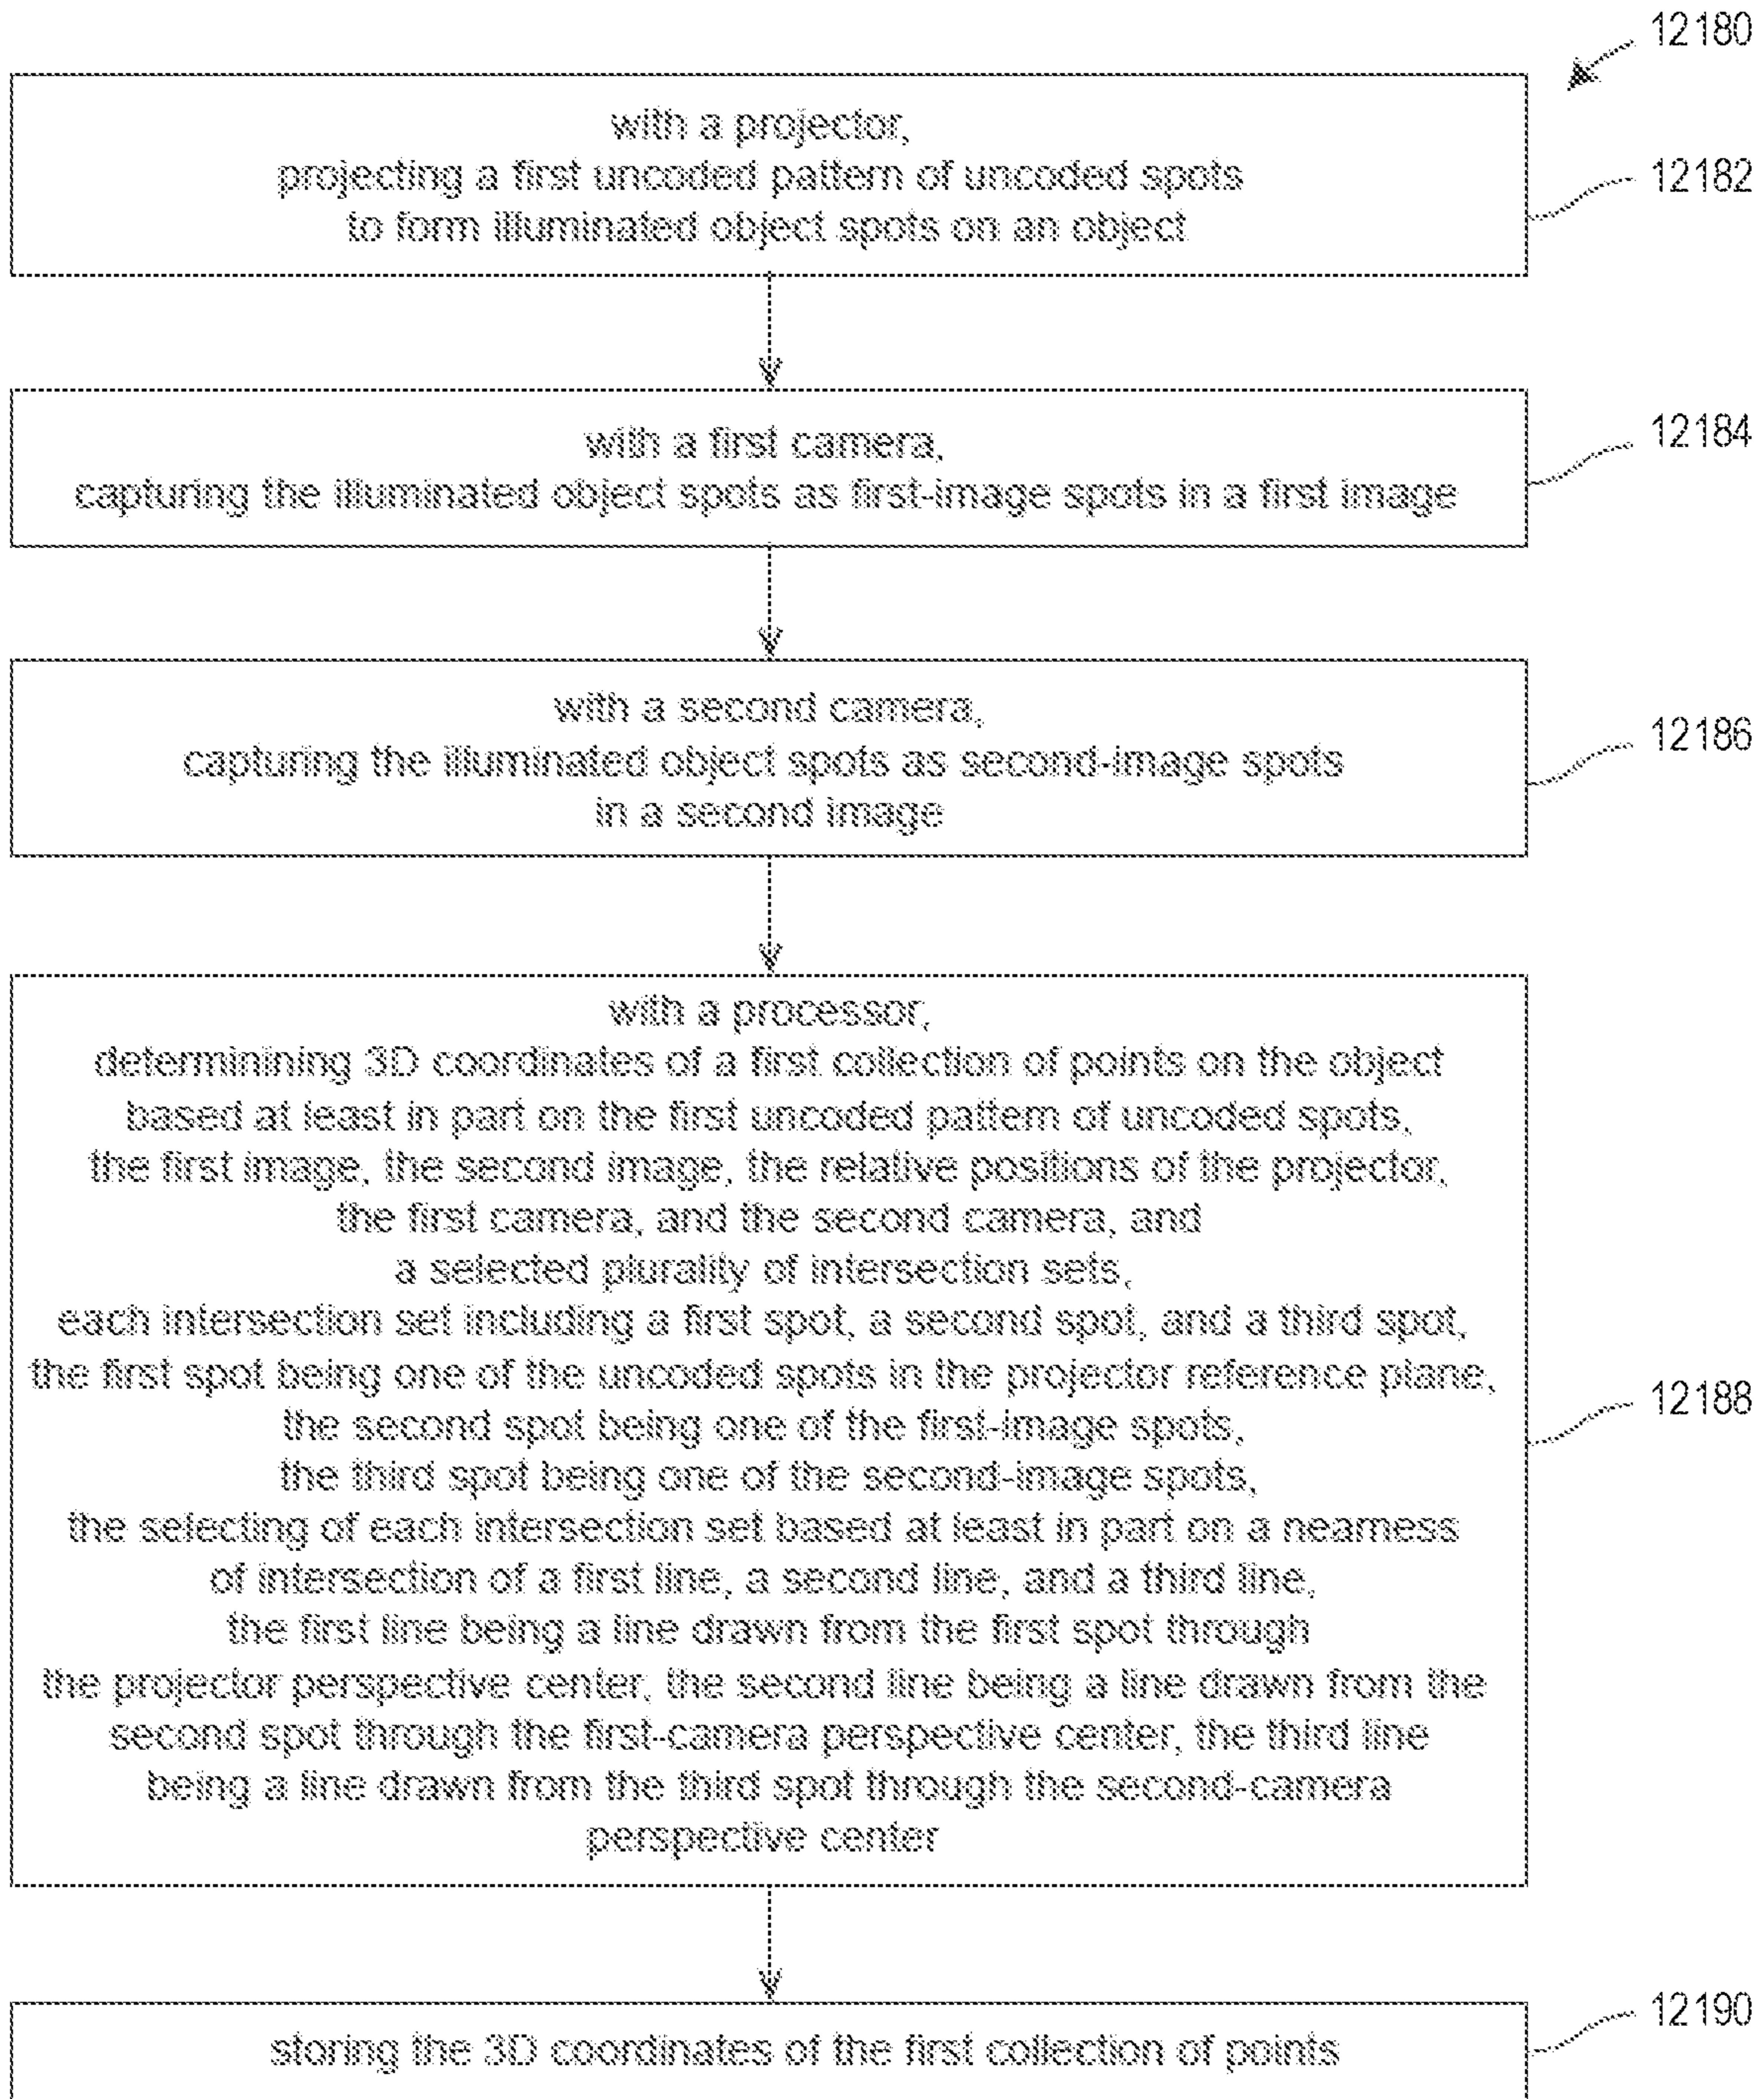 12180
with a projector,
projecting a first uncoded pattern of uncoded spots
to form illuminated object spots on an object
12182
with a first camera,
capturing the illuminated object spots as first-image spots in a first image
12184
with a second camera,
capturing the illuminated object spots as second-image spots
in a second image
12186
with a processor,
determinining 3D coordinates of a first collection of points on the object
based at least in part on the first uncoded pattern of uncoded spots,
the first image, the second image, the relative positions of the projector,
the first camera, and the second camera, and
a selected plurality of intersection sets,
each intersection set including a first spot, a second spot, and a third spot,
the first spot being one of the uncoded spots in the projector reference plane,
the second spot being one of the first-image spots,
the third spot being one of the second-image spots,
the selecting of each intersection set based at least in part on a nearness
of intersection of a first line, a second line, and a third line,
the first line being a line drawn from the first spot through
the projector perspective center, the second line being a line drawn from the
second spot through the first-camera perspective center, the third line
being a line drawn from the third spot through the second-camera
perspective center
12188
storing the 3D coordinates of the first collection of points
12190